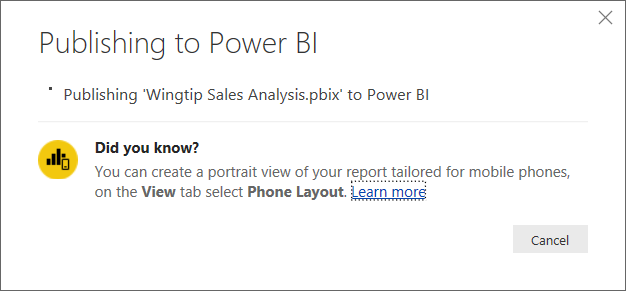 Publishing to Power BI
Publishing 'Wingtip Sales Analysis.pbix' to Power BI
Did you know?
You can create a portrait view of your report tailored for mobile phones,
on the View tab select Phone Layout. Learn more
Cancel